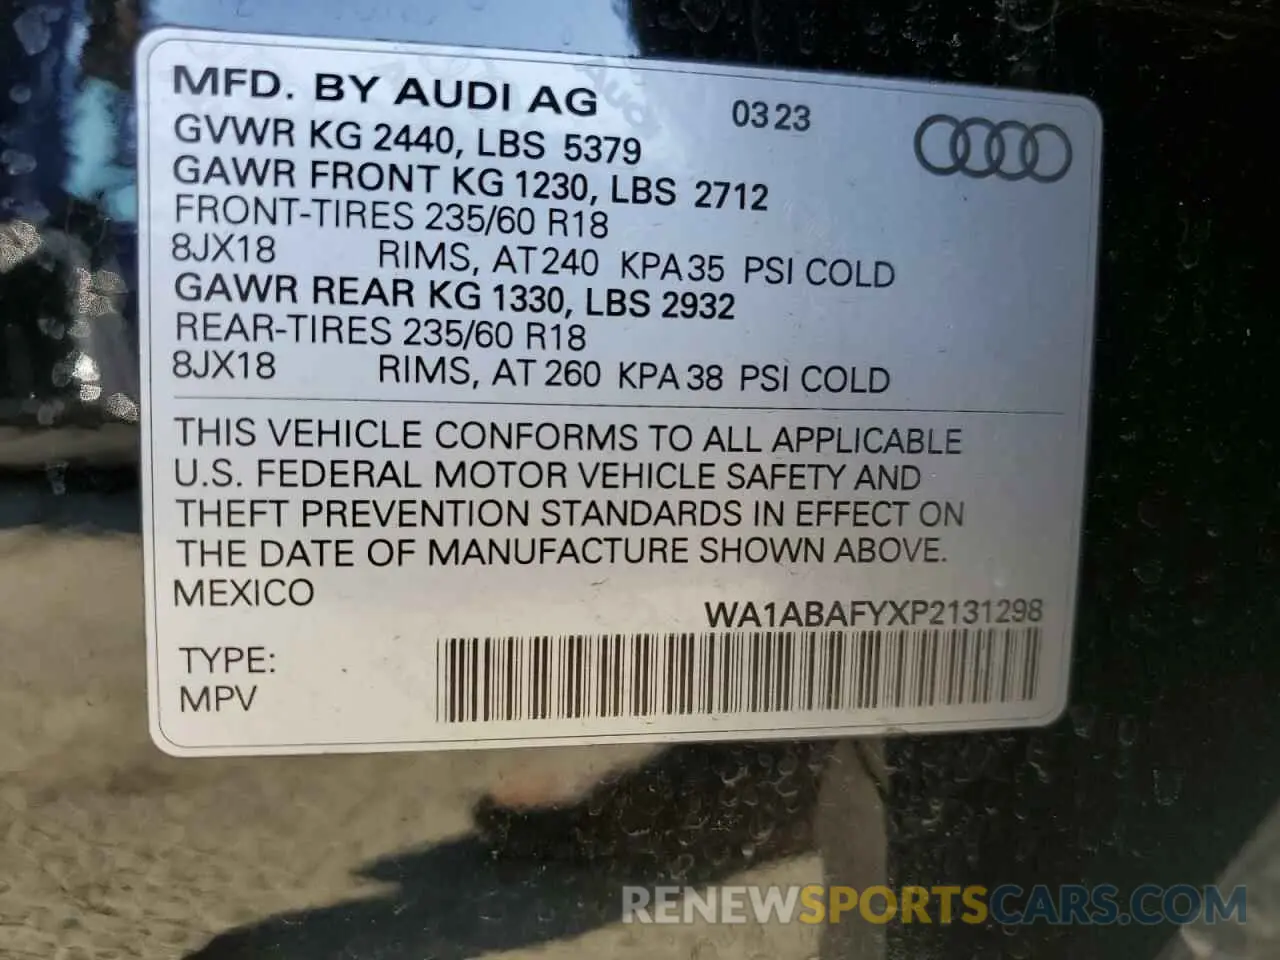 MFD. BY AUDI AG 03 23
GVWR KG 2440, LBS 5379
GAWR FRONT KG 1230, LBS 2712
FRONT-TIRES 235/60 R18
8JX18 RIMS, AT 240 KPA 35 PSI COLD
GAWR REAR KG 1330, LBS 2932
REAR-TIRES 235/60 R18
8JX18 RIMS, AT 260 KPA 38 PSI COLD
THIS VEHICLE CONFORMS TO ALL APPLICABLE
U.S. FEDERAL MOTOR VEHICLE SAFETY AND
THEFT PREVENTION STANDARDS IN EFFECT ON
THE DATE OF MANUFACTURE SHOWN ABOVE.
MEXICO
WA1ABAFYXP2131298
TYPE:
MPV
RENEWSPORTSCARS.COM